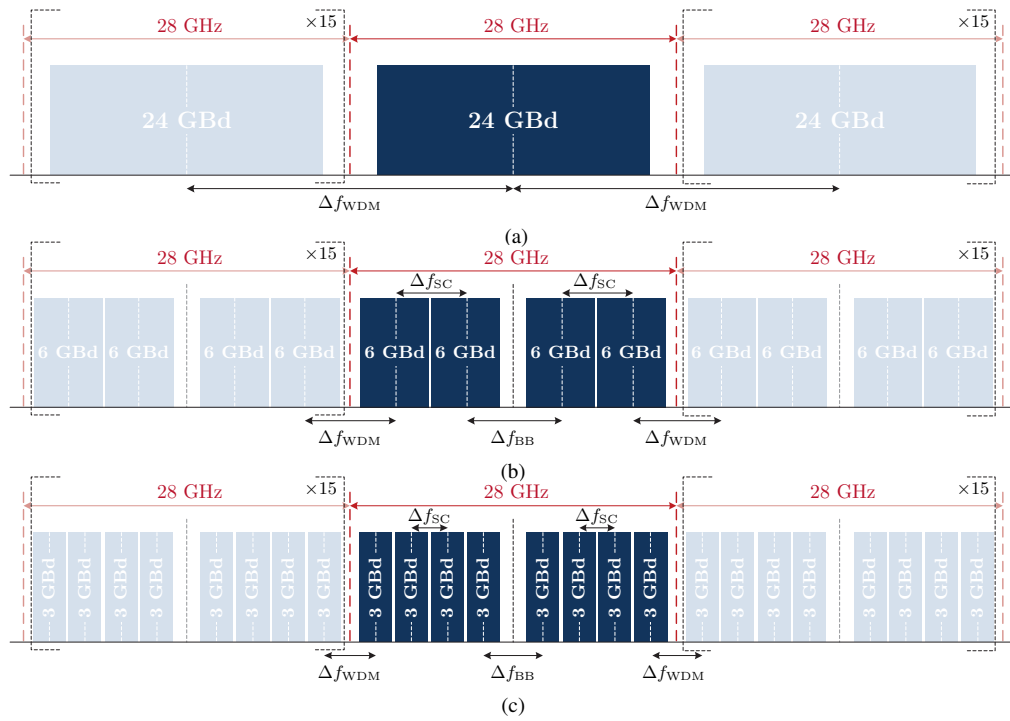 ×15 ×15
28 GHz 28 GHz 28 GHz
24 GBd 24 GBd 24 GBd
Δf_WDM Δf_WDM
(a)
×15 ×15
28 GHz 28 GHz 28 GHz
Δf_SC Δf_SC
6 GBd 6 GBd 6 GBd 6 GBd 6 GBd 6 GBd 6 GBd 6 GBd 6 GBd 6 GBd 6 GBd 6 GBd
Δf_WDM Δf_BB Δf_WDM
(b)
×15 ×15
28 GHz 28 GHz 28 GHz
Δf_SC Δf_SC
3 GBd 3 GBd 3 GBd 3 GBd 3 GBd 3 GBd 3 GBd 3 GBd 3 GBd 3 GBd 3 GBd 3 GBd 3 GBd 3 GBd 3 GBd 3 GBd 3 GBd 3 GBd 3 GBd 3 GBd 3 GBd 3 GBd 3 GBd 3 GBd
Δf_WDM Δf_BB Δf_WDM
(c)